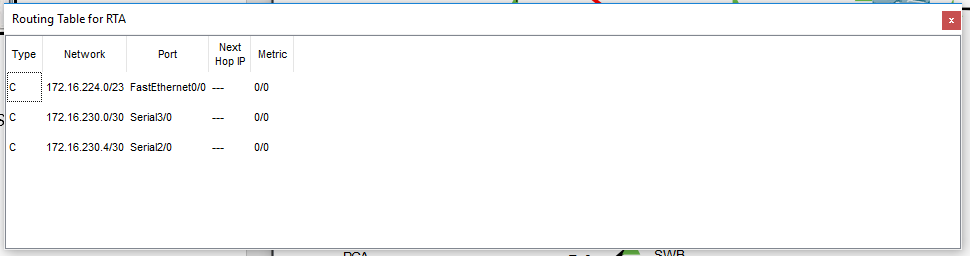 Routing Table for RTA
x
Type Network Port Next Hop IP Metric
C 172.16.224.0/23 FastEthernet0/0 --- 0/0
C 172.16.230.0/30 Serial3/0 --- 0/0
C 172.16.230.4/30 Serial2/0 --- 0/0
SWB